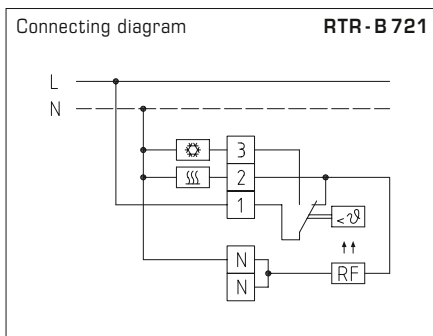 Connecting diagram RTR-B 721
L
N
3
2
1
<ϑ
N
RF
N